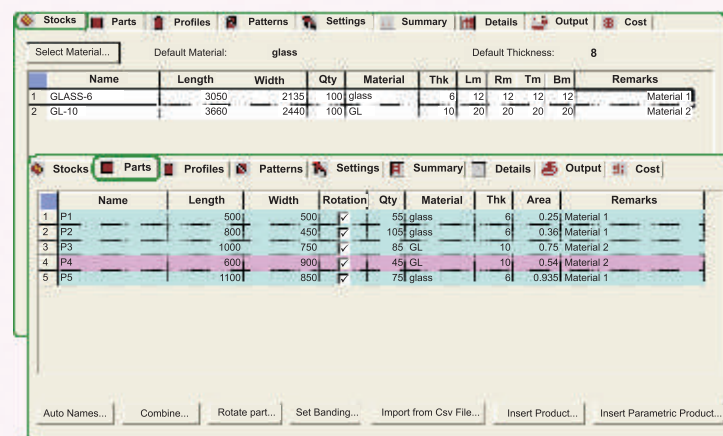 Stocks Parts Profiles Patterns Settings Summary Details Output Cost
Select Material... Default Material: glass Default Thickness: 8
Name Length Width Qty Material Thk Lm Rm Tm Bm Remarks
1 GLASS-6 3050 2135 100 glass 6 12 12 12 12 Material 1
2 GL-10 3660 2440 100 GL 10 20 20 20 20 Material 2
Stocks Parts Profiles Patterns Settings Summary Details Output Cost
Name Length Width Rotation Qty Material Thk Area Remarks
1 P1 500 500 55 glass 6 0.25 Material 1
2 P2 800 450 105 glass 6 0.36 Material 1
3 P3 1000 750 85 GL 10 0.75 Material 2
4 P4 600 900 45 GL 10 0.54 Material 2
5 P5 1100 850 75 glass 6 0.935 Material 1
Auto Names... Combine... Rotate part... Set Banding... Import from Csv File... Insert Product... Insert Parametric Product...